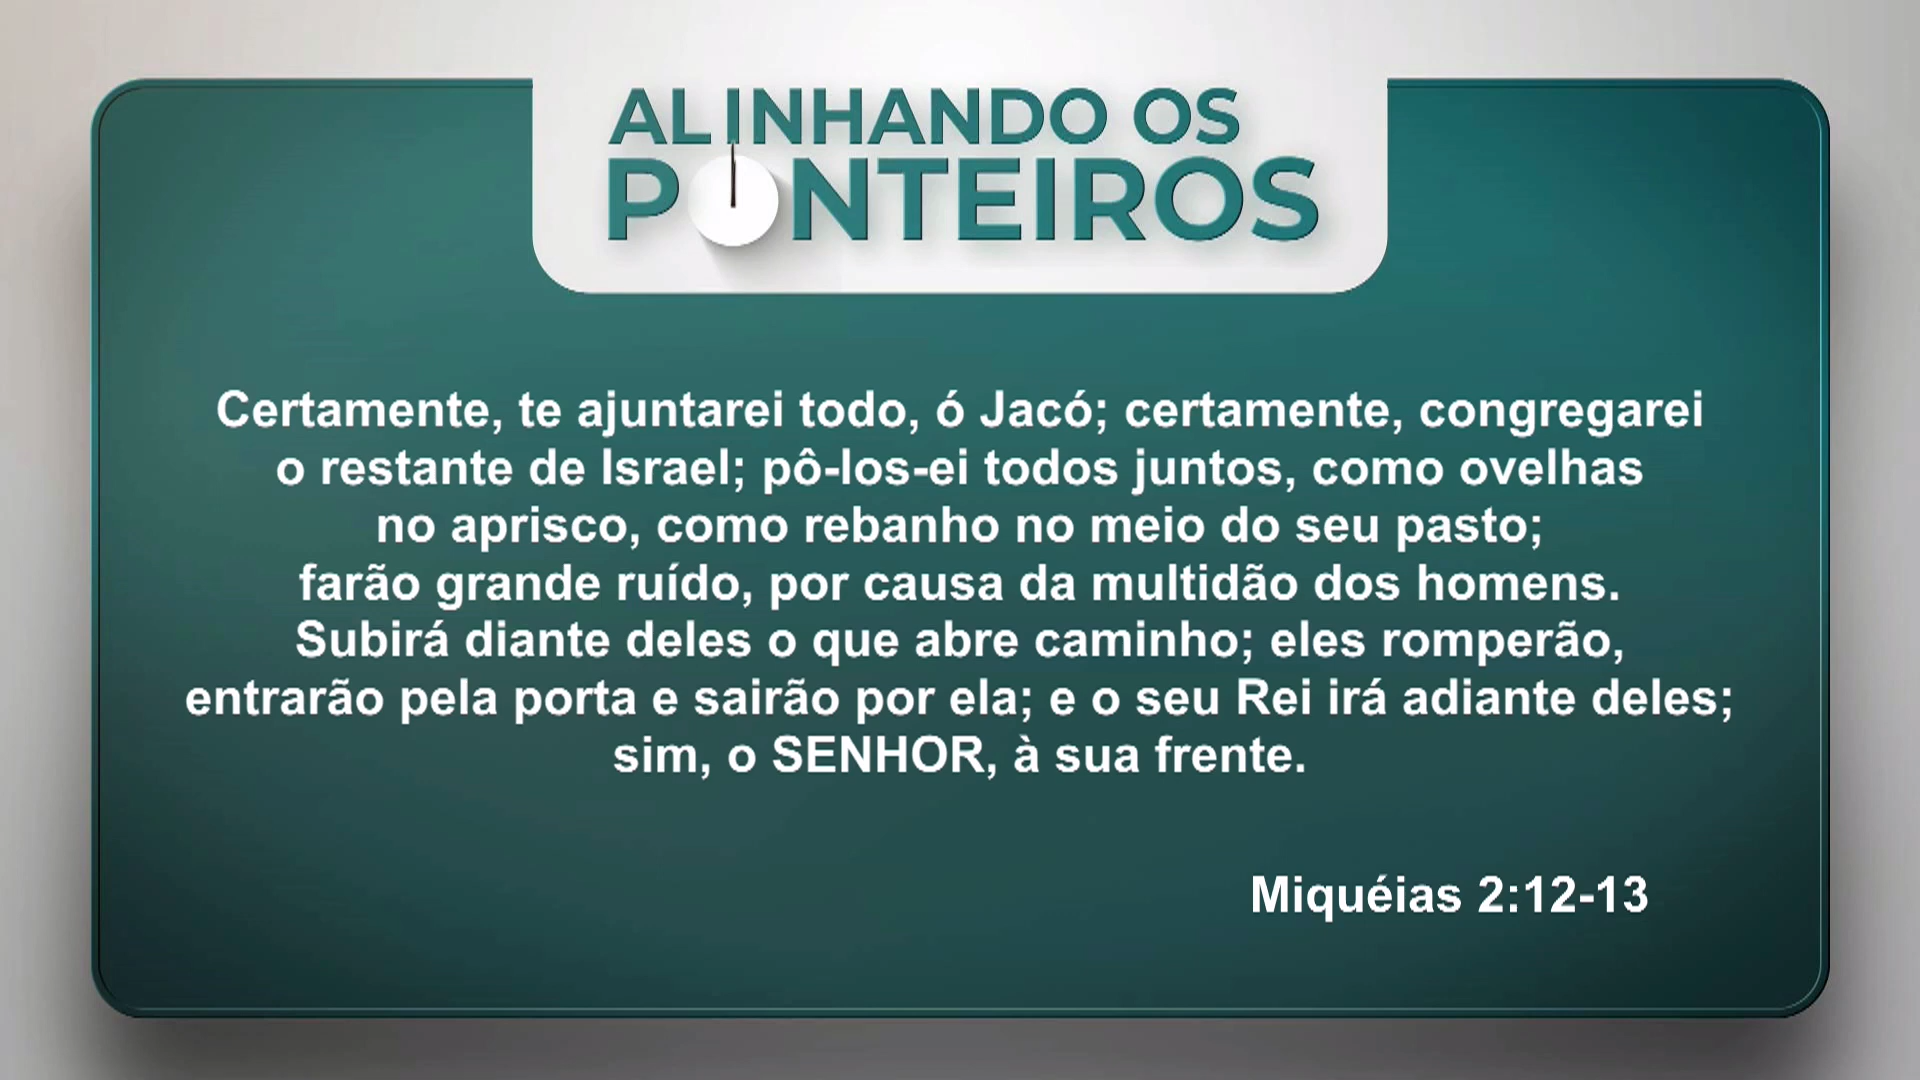 ALINHANDO OS
PONTEIROS
Certamente, te ajuntarei todo, ó Jacó; certamente, congregarei
o restante de Israel; pô-los-ei todos juntos, como ovelhas
no aprisco, como rebanho no meio do seu pasto;
farão grande ruído, por causa da multidão dos homens.
Subirá diante deles o que abre caminho; eles romperão,
entrarão pela porta e sairão por ela; e o seu Rei irá adiante deles;
sim, o SENHOR, à sua frente.
Miquéias 2:12-13